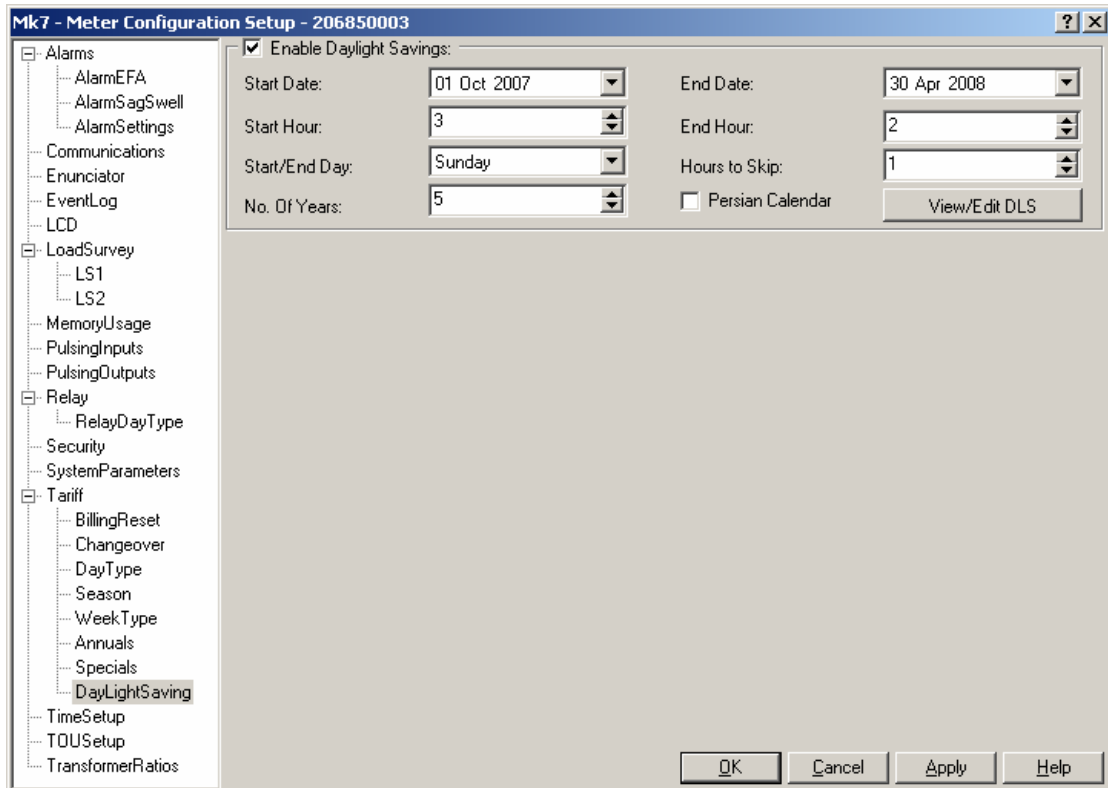 Mk7 - Meter Configuration Setup - 206850003
Alarms
AlarmEFA
AlarmSagSwell
AlarmSettings
Communications
Enunciator
EventLog
LCD
LoadSurvey
LS1
LS2
MemoryUsage
PulsingInputs
PulsingOutputs
Relay
RelayDayType
Security
SystemParameters
Tariff
BillingReset
Changeover
DayType
Season
WeekType
Annuals
Specials
DayLightSaving
TimeSetup
TOUSetup
TransformerRatios
Enable Daylight Savings:
Start Date: 01 Oct 2007 End Date: 30 Apr 2008
Start Hour: 3 End Hour: 2
Start/End Day: Sunday Hours to Skip: 1
No. Of Years: 5 Persian Calendar View/Edit DLS
OK Cancel Apply Help